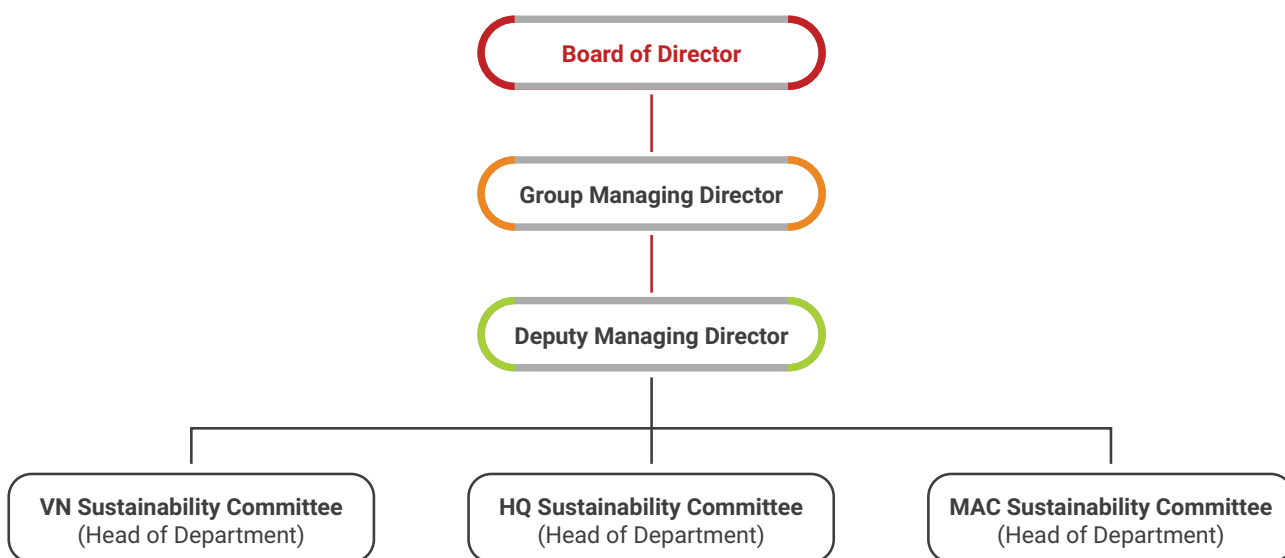 Board of Director
Group Managing Director
Deputy Managing Director
VN Sustainability Committee
(Head of Department)
HQ Sustainability Committee
(Head of Department)
MAC Sustainability Committee
(Head of Department)